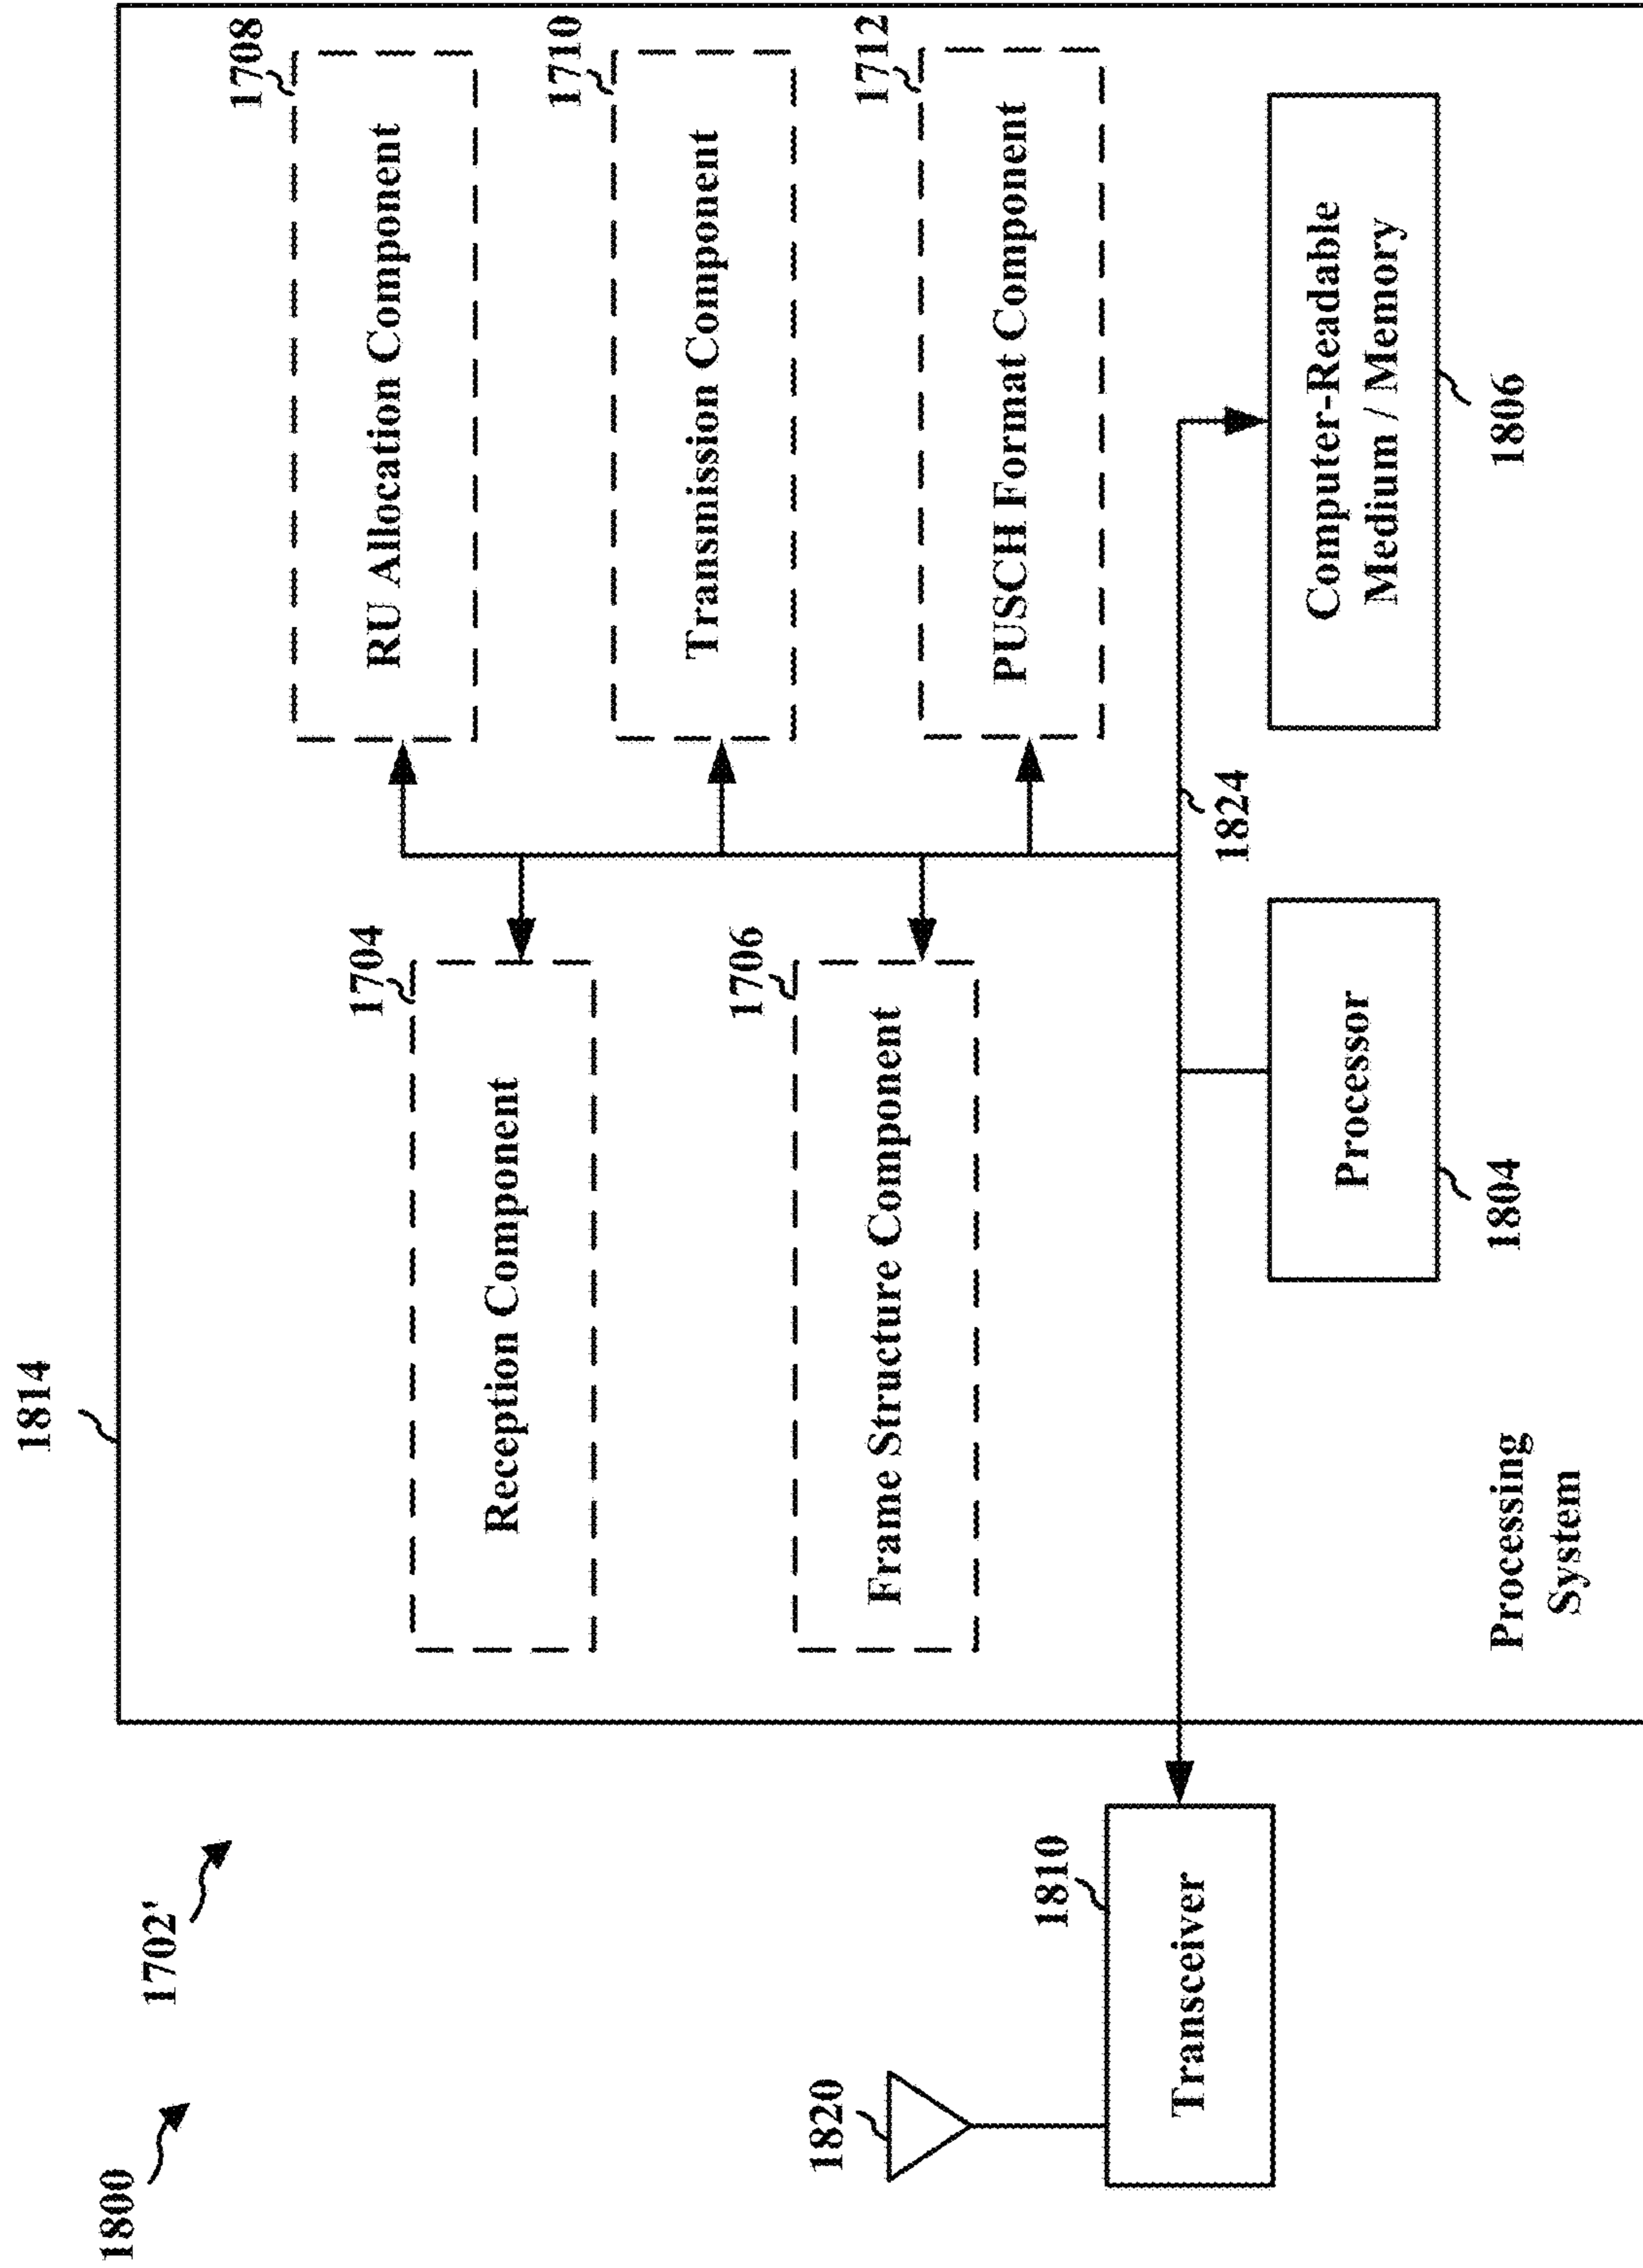 1800
1702'
1814
1704
Reception Component
1706
Frame Structure Component
1708
RU Allocation Component
1710
Transmission Component
1712
PUSCH Format Component
1820
1810
Transceiver
1824
Processor
1804
Computer-Readable
Medium / Memory
1806
Processing
System